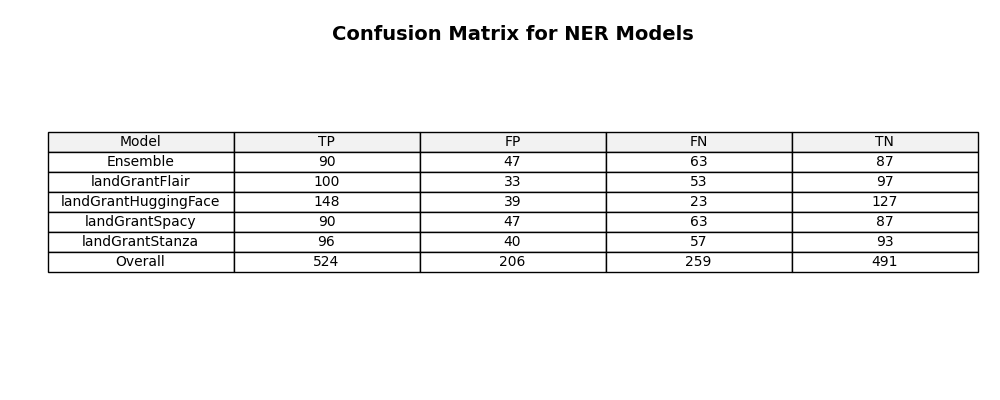 Confusion Matrix for NER Models
Model TP FP FN TN
Ensemble 90 47 63 87
landGrantFlair 100 33 53 97
landGrantHuggingFace 148 39 23 127
landGrantSpacy 90 47 63 87
landGrantStanza 96 40 57 93
Overall 524 206 259 491